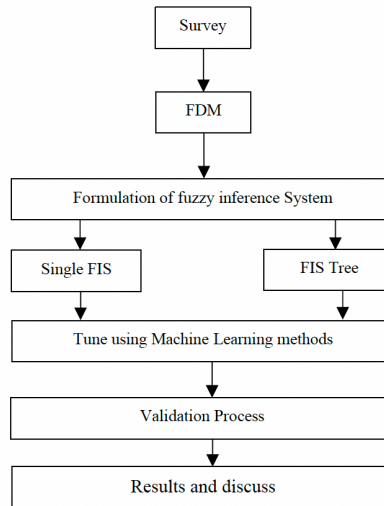 Survey
FDM
Formulation of fuzzy inference System
Single FIS
FIS Tree
Tune using Machine Learning methods
Validation Process
Results and discuss